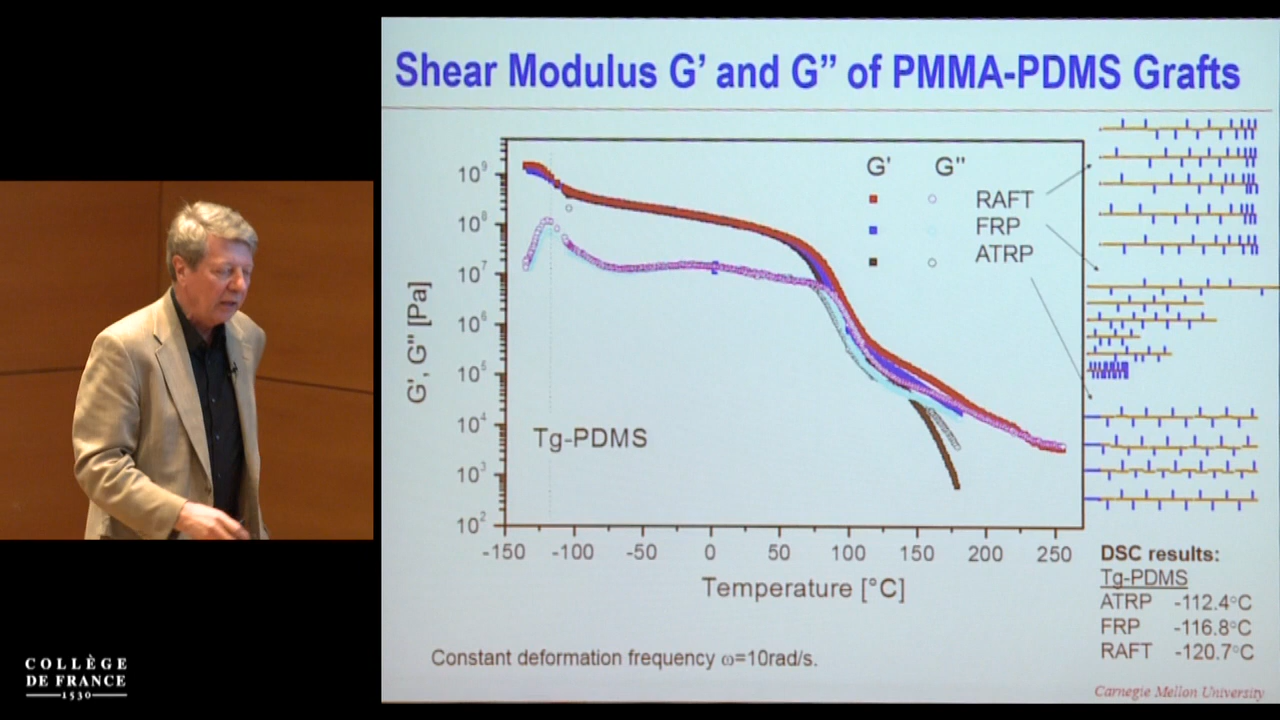 Shear Modulus G’ and G” of PMMA-PDMS Grafts
G' G"
RAFT
FRP
ATRP
10⁹
10⁸
10⁷
10⁶
10⁵
10⁴
10³
10²
G', G" [Pa]
Tg-PDMS
-150 -100 -50 0 50 100 150 200 250
Temperature [°C]
DSC results:
Tg-PDMS
ATRP -112.4°C
FRP -116.8°C
RAFT -120.7°C
Constant deformation frequency ω=10rad/s.
Carnegie Mellon University
COLLÈGE
DE FRANCE
1530